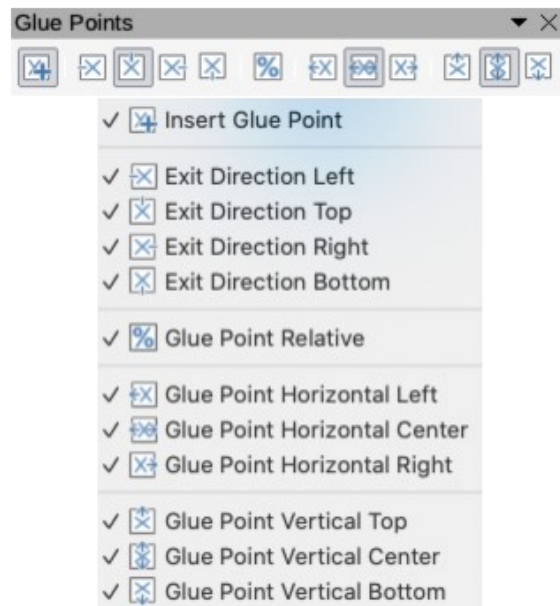 Glue Points
Insert Glue Point
Exit Direction Left
Exit Direction Top
Exit Direction Right
Exit Direction Bottom
Glue Point Relative
Glue Point Horizontal Left
Glue Point Horizontal Center
Glue Point Horizontal Right
Glue Point Vertical Top
Glue Point Vertical Center
Glue Point Vertical Bottom